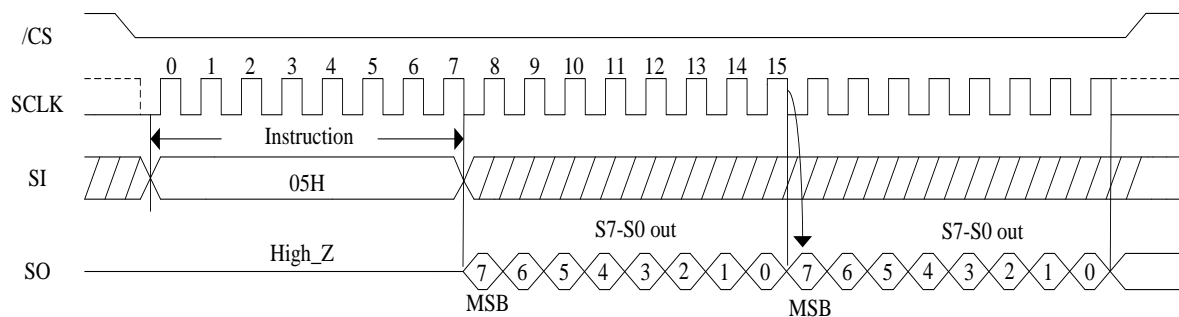 /CS
0 1 2 3 4 5 6 7 8 9 10 11 12 13 14 15
SCLK
Instruction
SI
05H
S7-S0 out S7-S0 out
High_Z
SO
7 6 5 4 3 2 1 0 7 6 5 4 3 2 1 0
MSB MSB